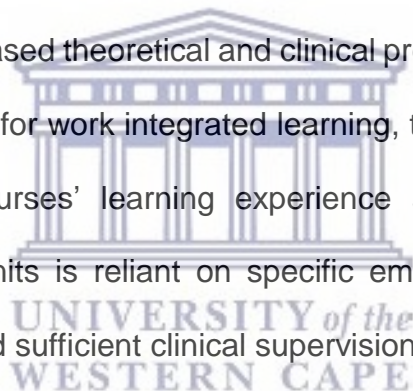 ased theoretical and clinical pr
for work integrated learning, t
urses’ learning experience
nits is reliant on specific em
UNIVERSITY of the
d sufficient clinical supervision
WESTERN CAPE